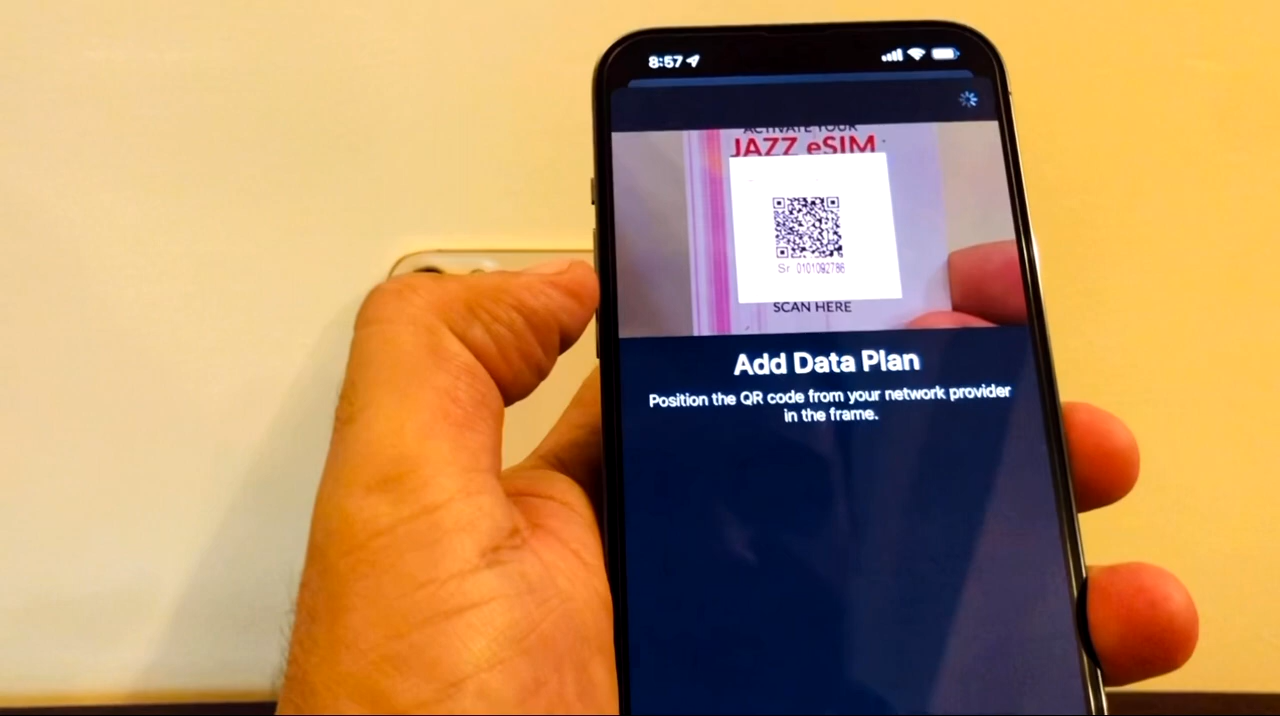 8:57
ACTIVATE YOUR
JAZZ eSIM
Sr 0101092786
SCAN HERE
Add Data Plan
Position the QR code from your network provider
in the frame.